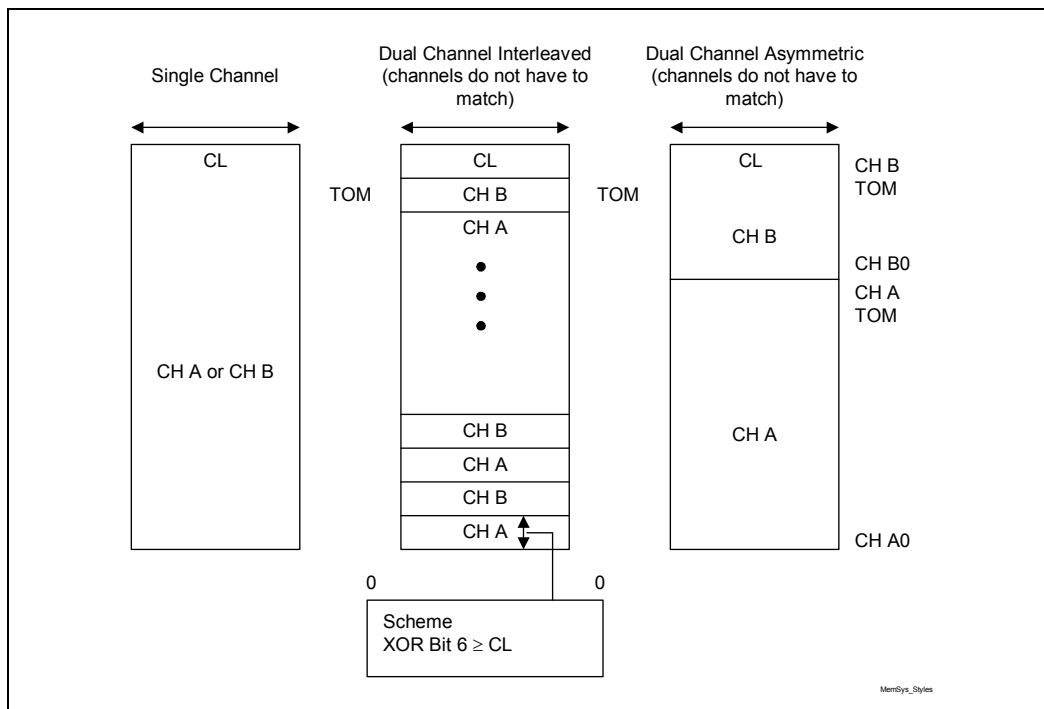 Single Channel
Dual Channel Interleaved
(channels do not have to
match)
Dual Channel Asymmetric
(channels do not have to
match)
CL
CH A or CH B
TOM
CL
CH B
CH A
CH B
CH A
CH B
CH A
TOM
CL
CH B
CH A
CH B
TOM
CH B0
CH A
TOM
CH A0
0
0
Scheme
XOR Bit 6 ≥ CL
MemSys_Styles